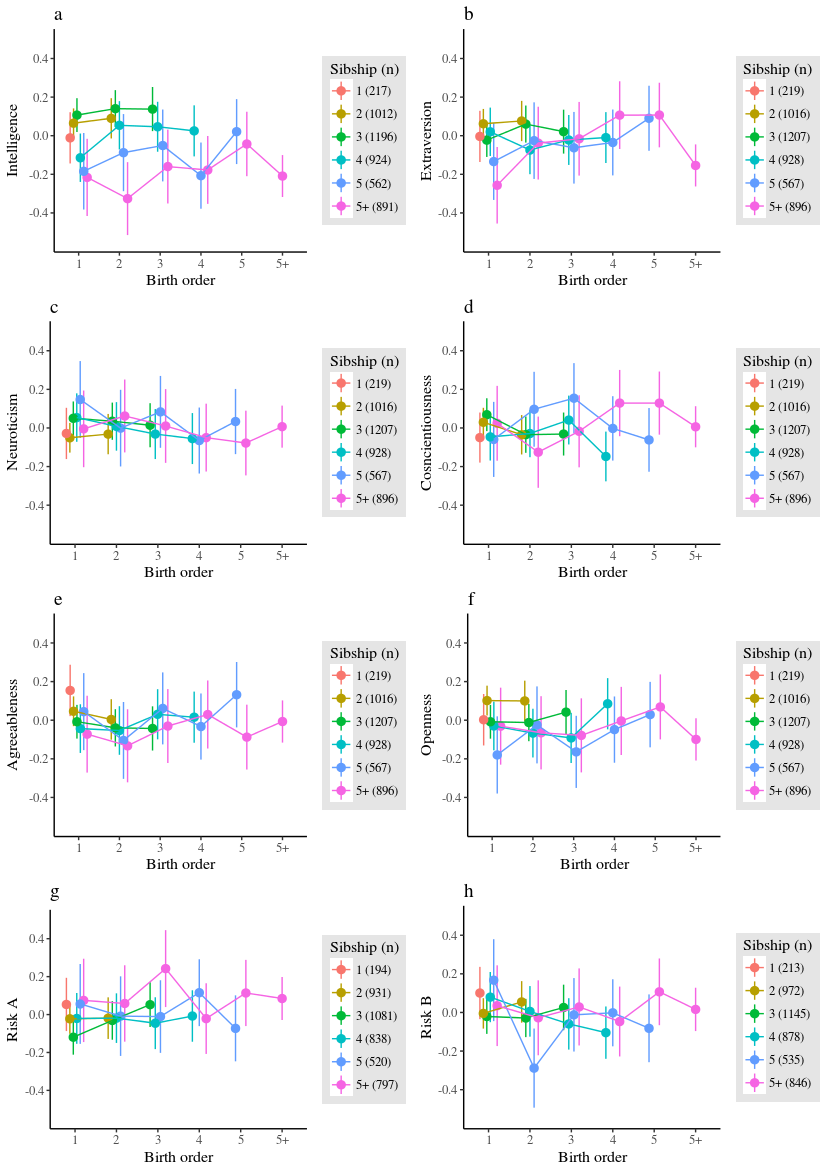 a
Intelligence
0.4
0.2
0.0
-0.2
-0.4
1 2 3 4 5 5+
Birth order
Sibship (n)
1 (217)
2 (1012)
3 (1196)
4 (924)
5 (562)
5+ (891)
b
Extraversion
0.4
0.2
0.0
-0.2
-0.4
1 2 3 4 5 5+
Birth order
Sibship (n)
1 (219)
2 (1016)
3 (1207)
4 (928)
5 (567)
5+ (896)
c
Neuroticism
0.4
0.2
0.0
-0.2
-0.4
1 2 3 4 5 5+
Birth order
Sibship (n)
1 (219)
2 (1016)
3 (1207)
4 (928)
5 (567)
5+ (896)
d
Cosncientiousness
0.4
0.2
0.0
-0.2
-0.4
1 2 3 4 5 5+
Birth order
Sibship (n)
1 (219)
2 (1016)
3 (1207)
4 (928)
5 (567)
5+ (896)
e
Agreeableness
0.4
0.2
0.0
-0.2
-0.4
1 2 3 4 5 5+
Birth order
Sibship (n)
1 (219)
2 (1016)
3 (1207)
4 (928)
5 (567)
5+ (896)
f
Openness
0.4
0.2
0.0
-0.2
-0.4
1 2 3 4 5 5+
Birth order
Sibship (n)
1 (219)
2 (1016)
3 (1207)
4 (928)
5 (567)
5+ (896)
g
Risk A
0.4
0.2
0.0
-0.2
-0.4
1 2 3 4 5 5+
Birth order
Sibship (n)
1 (194)
2 (931)
3 (1081)
4 (838)
5 (520)
5+ (797)
h
Risk B
0.4
0.2
0.0
-0.2
-0.4
1 2 3 4 5 5+
Birth order
Sibship (n)
1 (213)
2 (972)
3 (1145)
4 (878)
5 (535)
5+ (846)